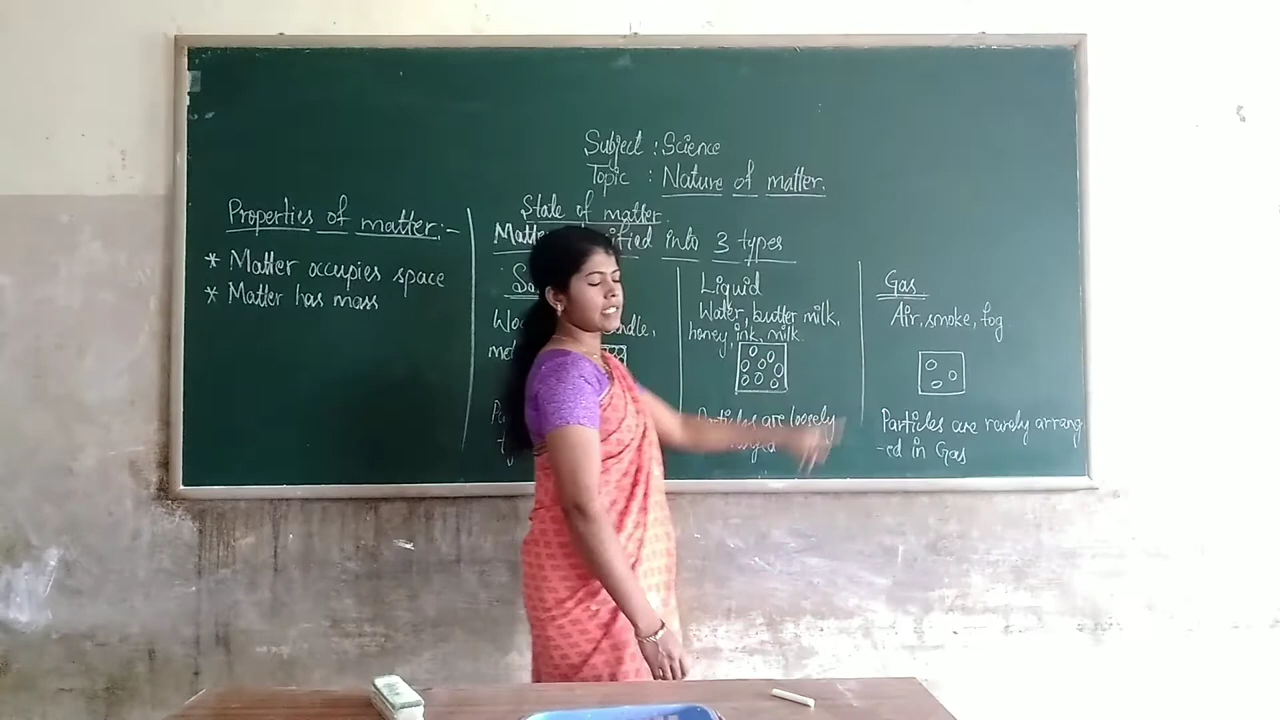 Subject : Science
Topic : Nature of matter.
Properties of matter:-
* Matter occupies space
* Matter has mass
State of matter.
into 3 types
Liquid
Water, butter milk,
honey, ink, milk.
Particles are loosely
Gas.
Air, smoke, fog
Particles are rarely arrang
-ed in Gas